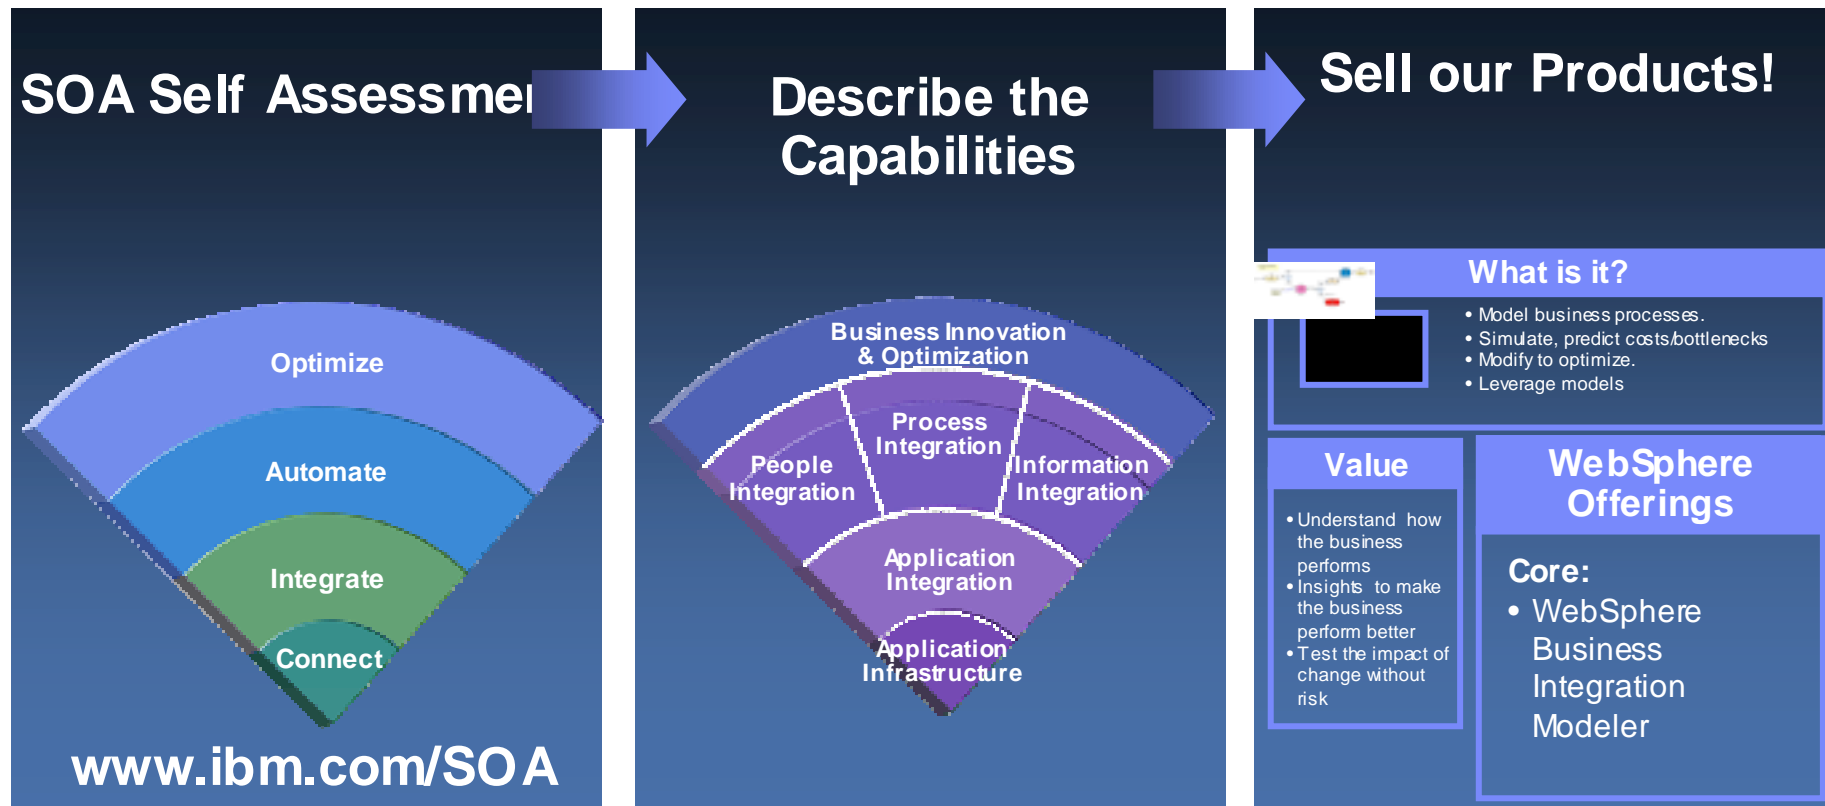 SOA Self Assessmen
Optimize
Automate
Integrate
Connect
www.ibm.com/SOA
Describe the
Capabilities
Business Innovation
& Optimization
Process
Integration
People
Integration
Information
Integration
Application
Integration
Application
Infrastructure
Sell our Products!
What is it?
• Model business processes.
• Simulate, predict costs/bottlenecks
• Modify to optimize.
• Leverage models
Value
• Understand how
the business
performs
• Insights to make
the business
perform better
• Test the impact of
change without
risk
WebSphere
Offerings
Core:
• WebSphere
Business
Integration
Modeler